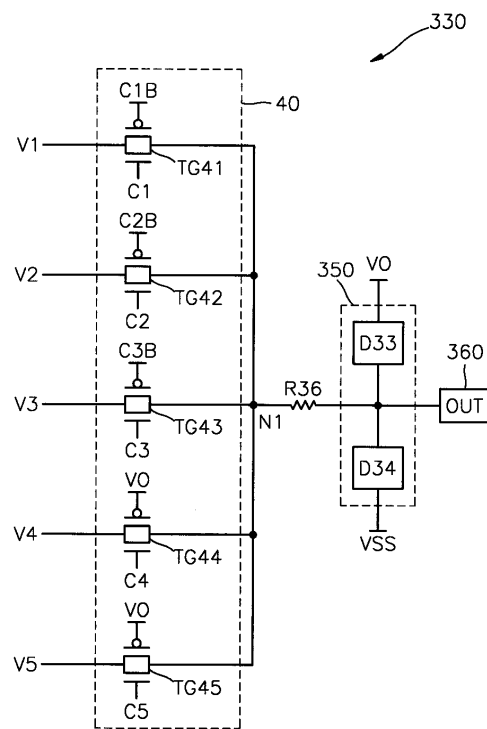 330
40
C1B
V1
TG41
C1
C2B
V2
TG42
C2
350
VO
C3B
D33
360
R36
V3
TG43
N1
OUT
C3
VO
D34
V4
TG44
VSS
C4
VO
V5
TG45
C5